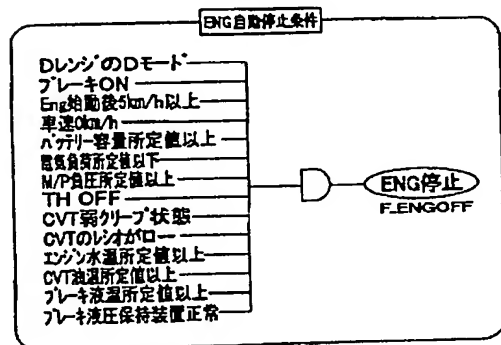 ENG自動停止条件
DレンジのDモード
ブレーキON
Eng始動後5km/h以上
車速0km/h
バッテリー容量所定値以上
電気負荷所定値以下
M/P負圧所定値以上
TH OFF
CVT弱クリープ状態
CVTのレシオがロー
エンジン水温所定値以上
CVT油温所定値以上
ブレーキ液温所定値以上
ブレーキ液圧保持装置正常
ENG停止
F_ENGOFF